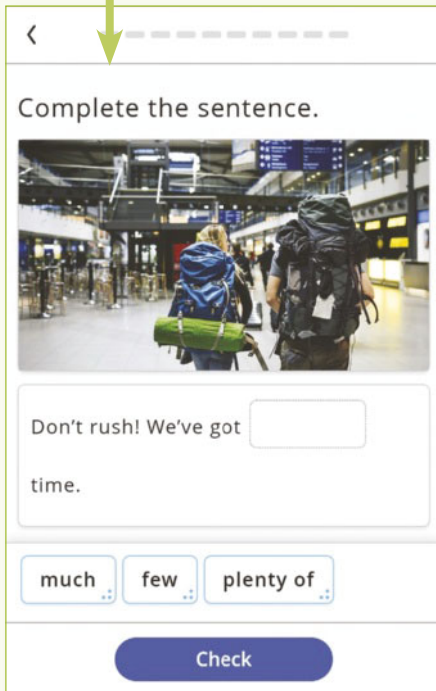 Complete the sentence.
Don't rush! We've got
time.
much few plenty of
Check